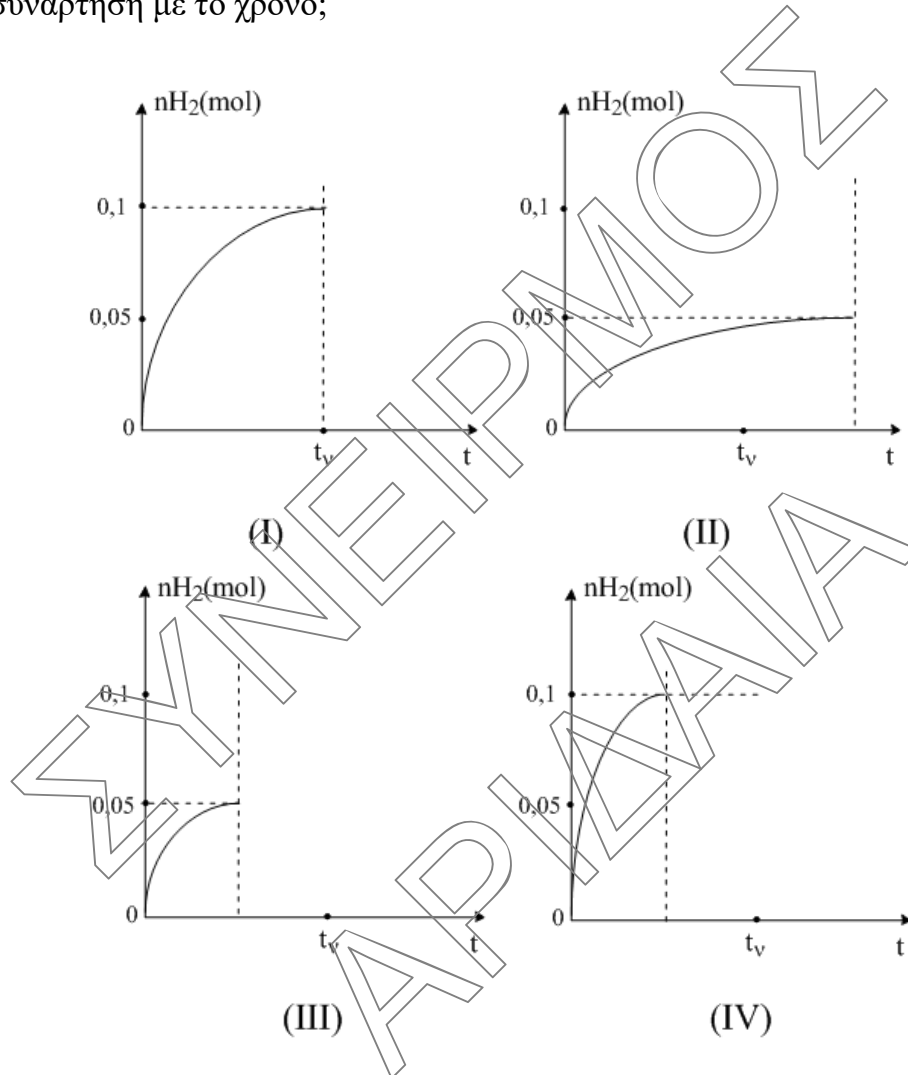 συνάρτηση με το χρόνο;
nH2(mol)
0,1
0,05
0
tν
t
(I)
nH2(mol)
0,1
0,05
0
tν
t
(II)
nH2(mol)
0,1
0,05
0
tν
t
(III)
nH2(mol)
0,1
0,05
0
tν
t
(IV)
ΣΥΝΕΙΡΜΟΣ
ΑΡΙΔΑΙΑ